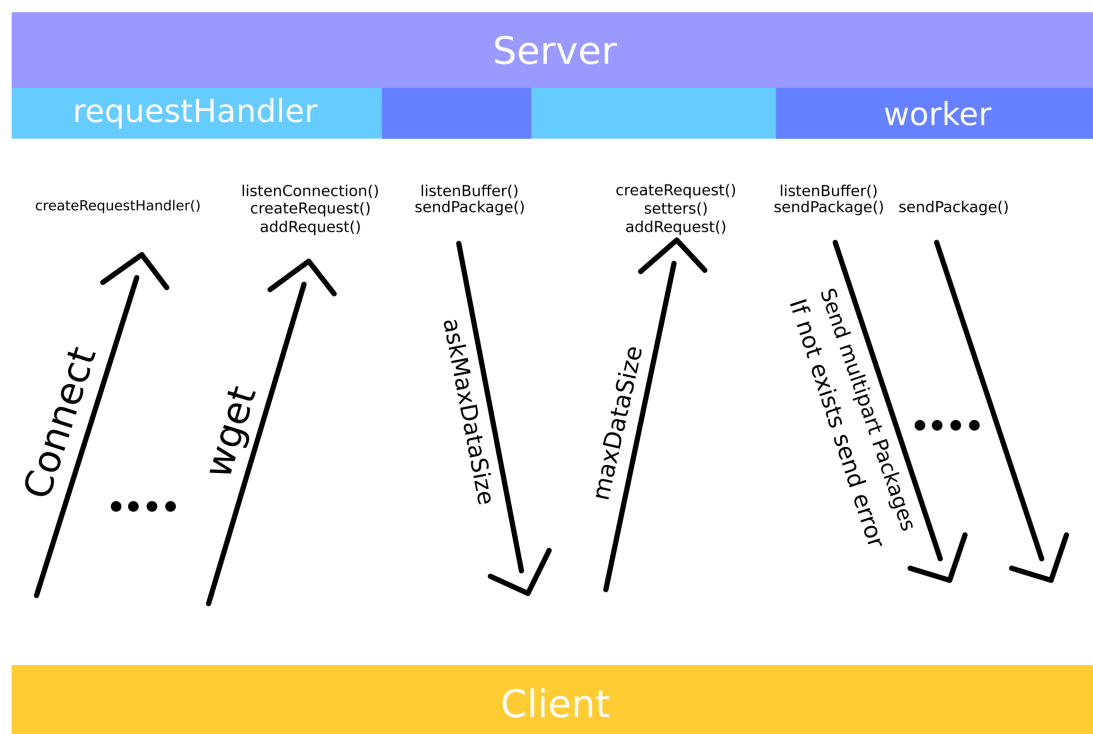 Server
requestHandler
worker
createRequestHandler()
listenConnection()
createRequest()
addRequest()
listenBuffer()
sendPackage()
createRequest()
setters()
addRequest()
listenBuffer()
sendPackage()
sendPackage()
Connect
wget
askMaxDataSize
maxDataSize
Send multipart Packages
If not exists send error
Client